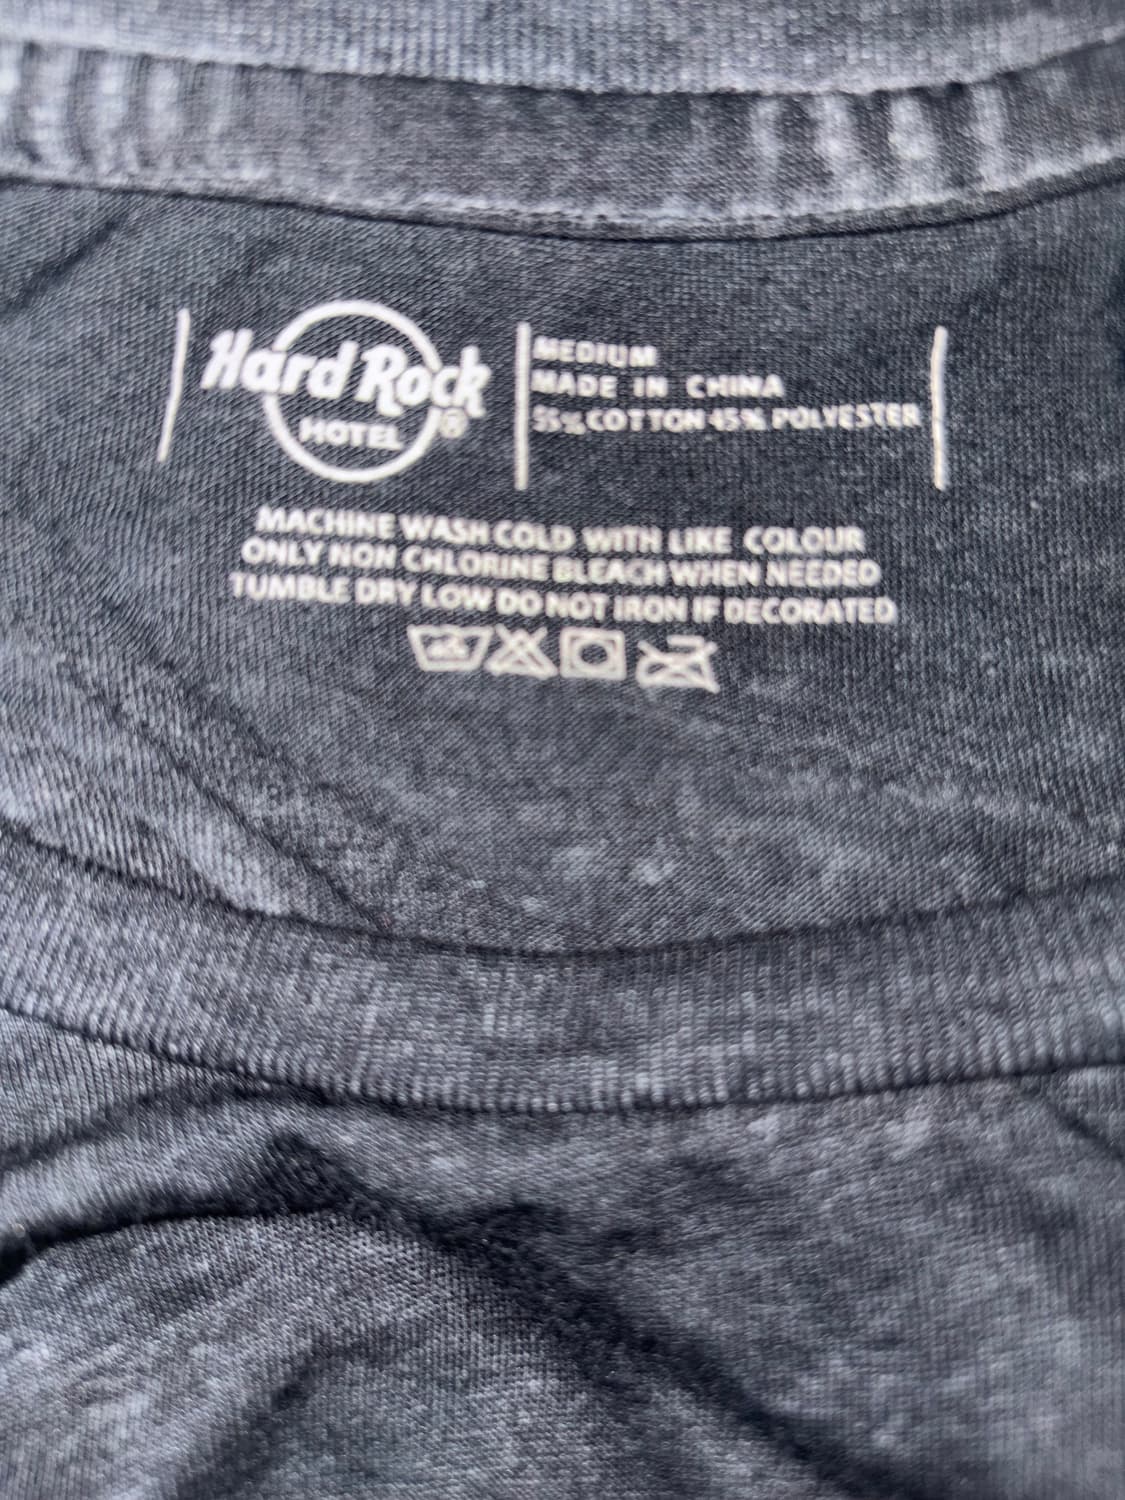 Hard Rock
HOTEL
®
MEDIUM
MADE IN CHINA
55% COTTON 45% POLYESTER
MACHINE WASH COLD WITH LIKE COLOUR
ONLY NON CHLORINE BLEACH WHEN NEEDED
TUMBLE DRY LOW DO NOT IRON IF DECORATED